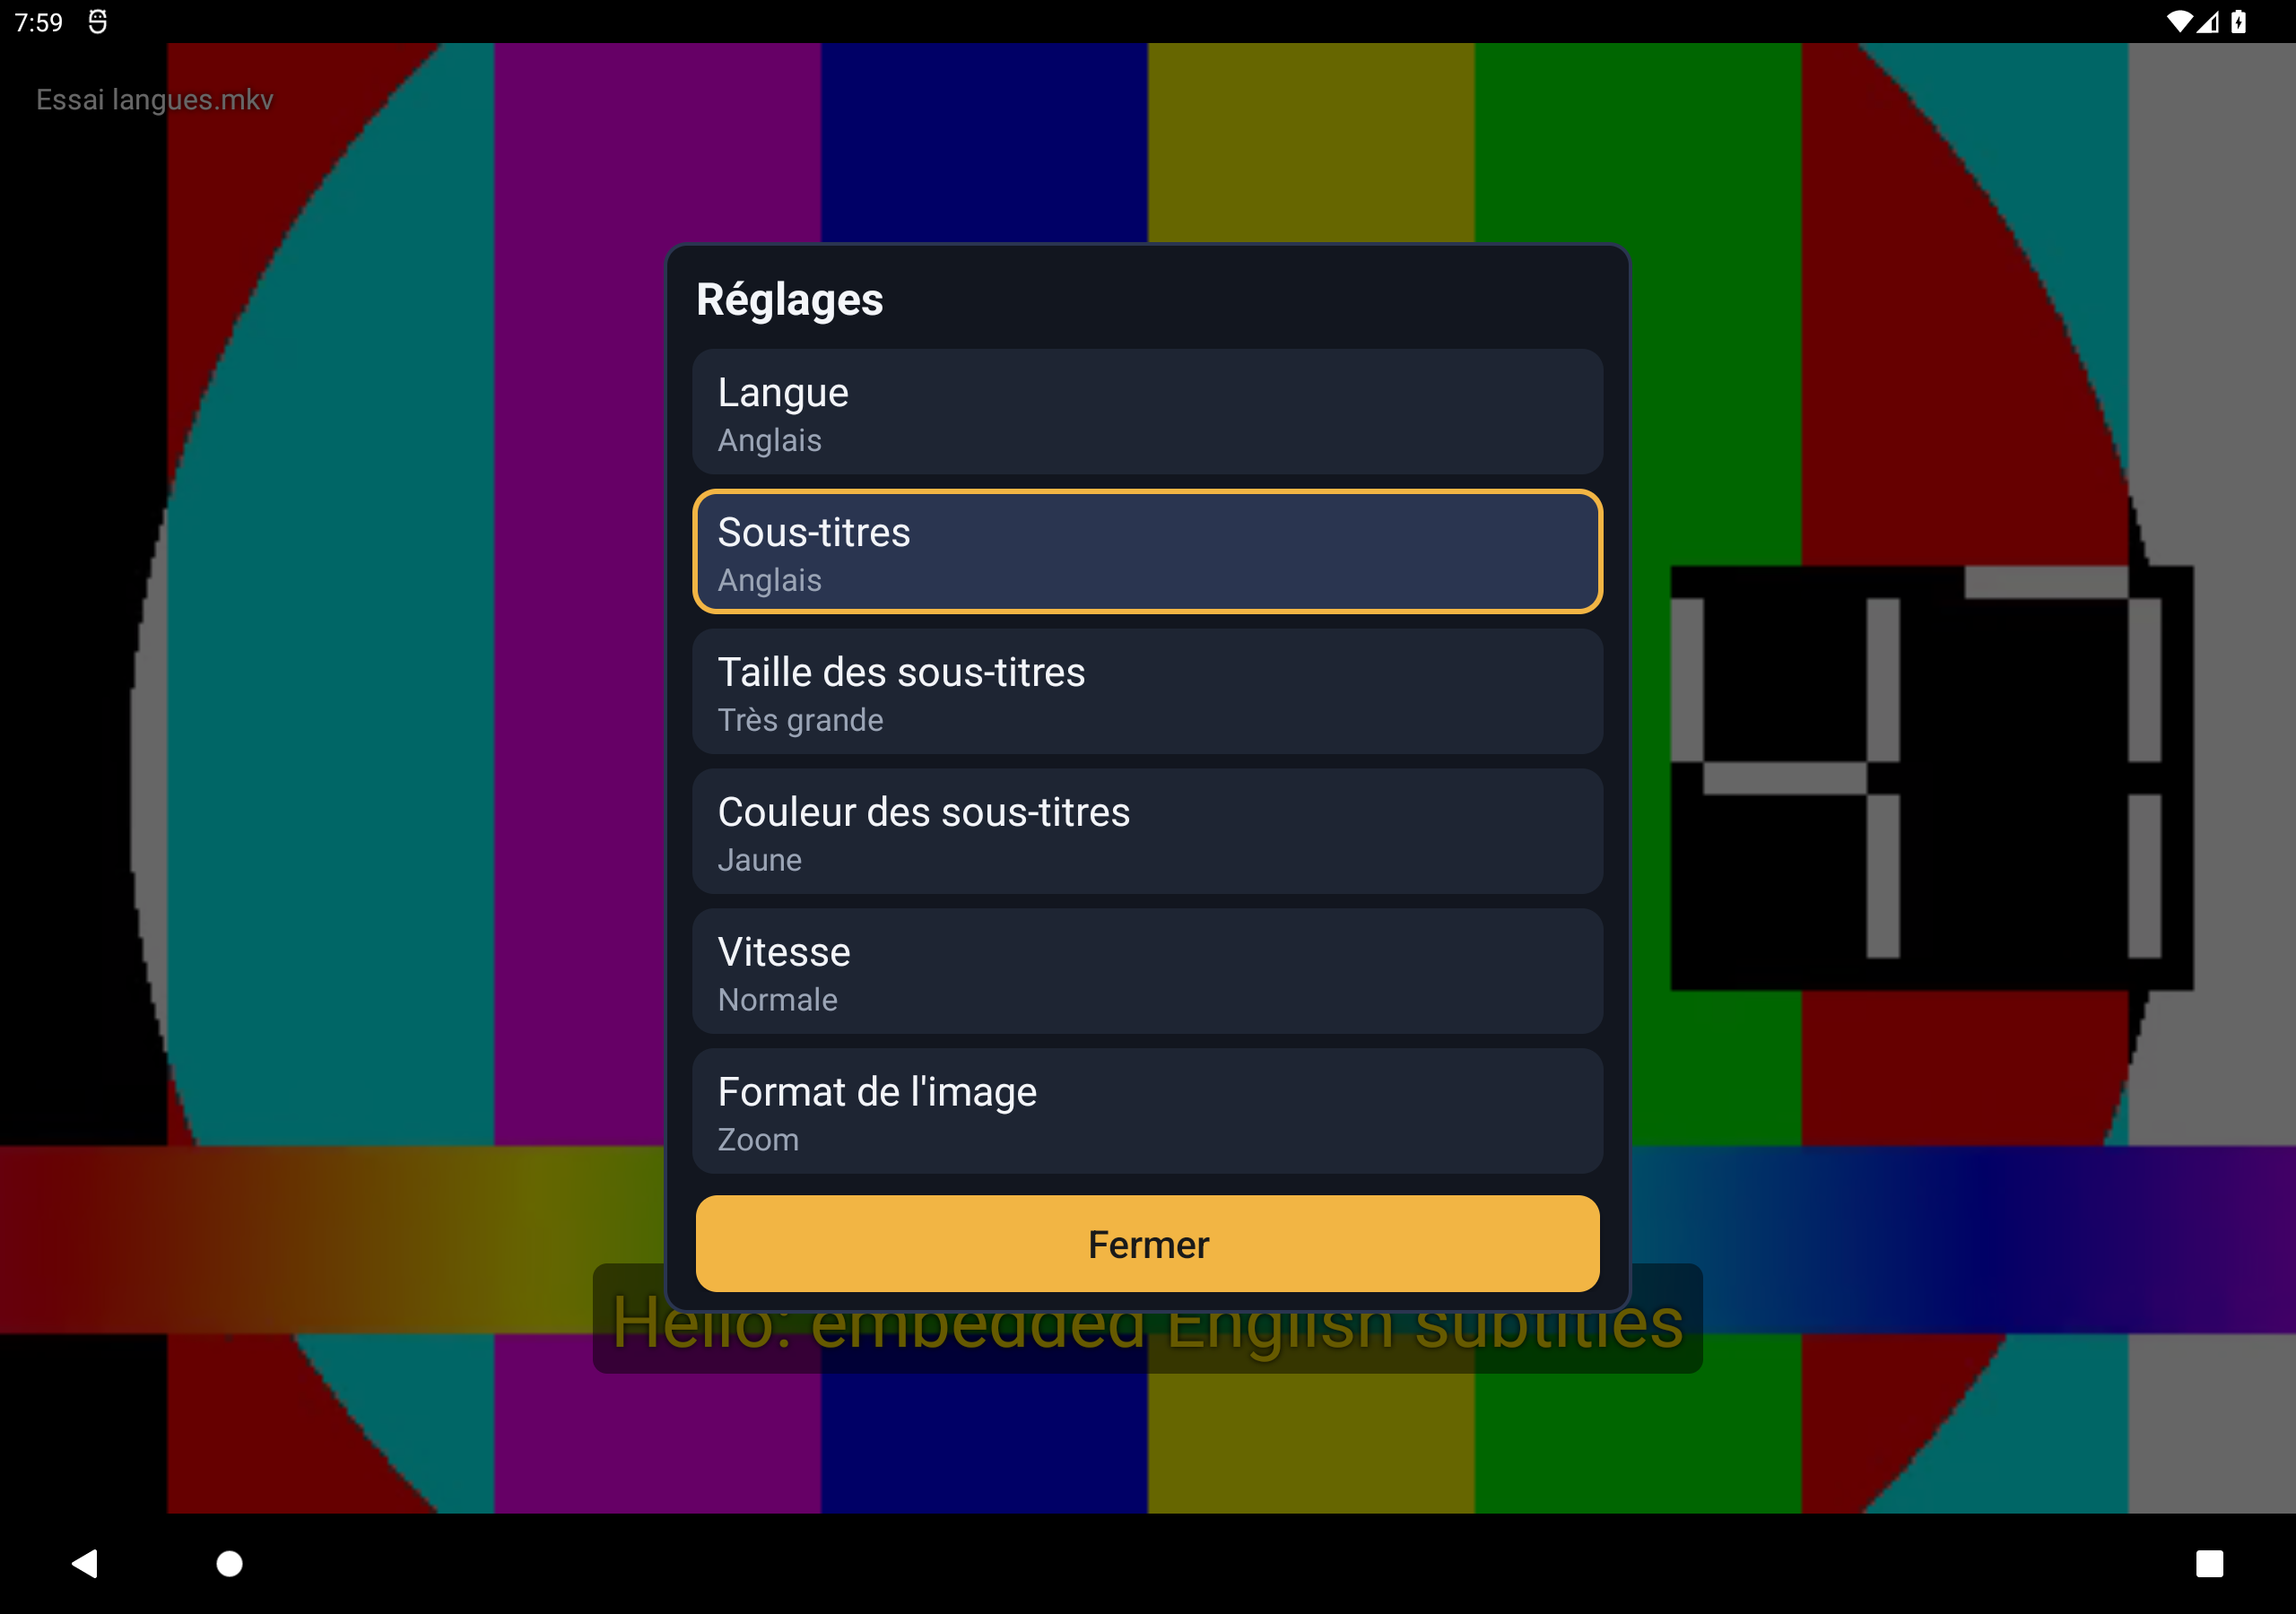 7:59
Essai langues.mkv
Réglages
Langue
Anglais
Sous-titres
Anglais
Taille des sous-titres
Très grande
Couleur des sous-titres
Jaune
Vitesse
Normale
Format de l'image
Zoom
Fermer
Hello: embedded English subtitles
47